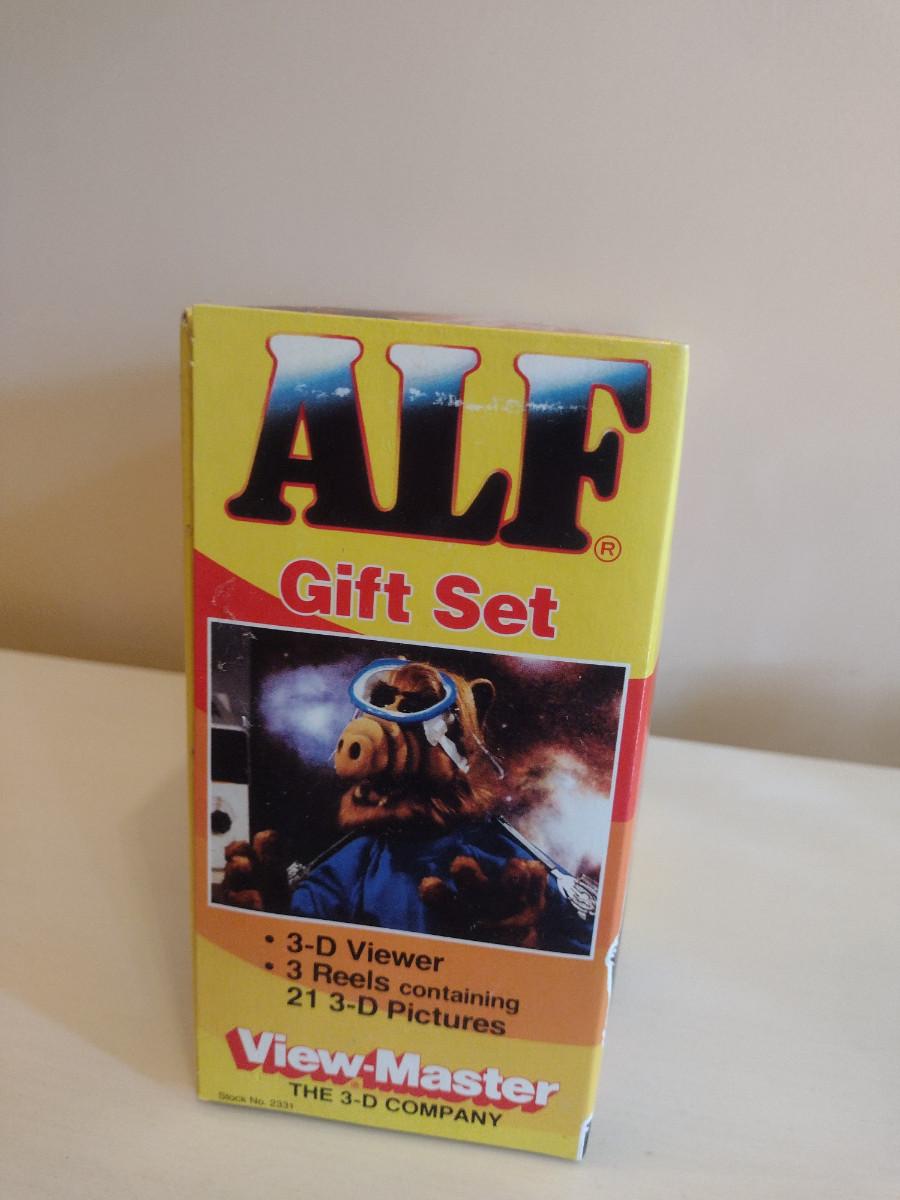 ALF®
Gift Set
• 3-D Viewer
• 3 Reels containing
21 3-D Pictures
View-Master®
THE 3-D COMPANY
Stock No. 2331